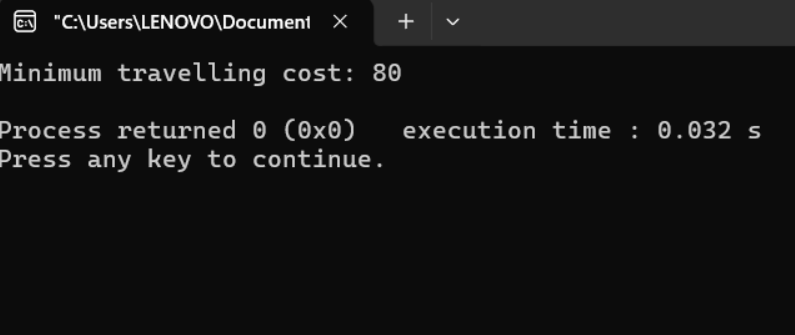 "C:\Users\LENOVO\Document
Minimum travelling cost: 80
Process returned 0 (0x0)   execution time : 0.032 s
Press any key to continue.